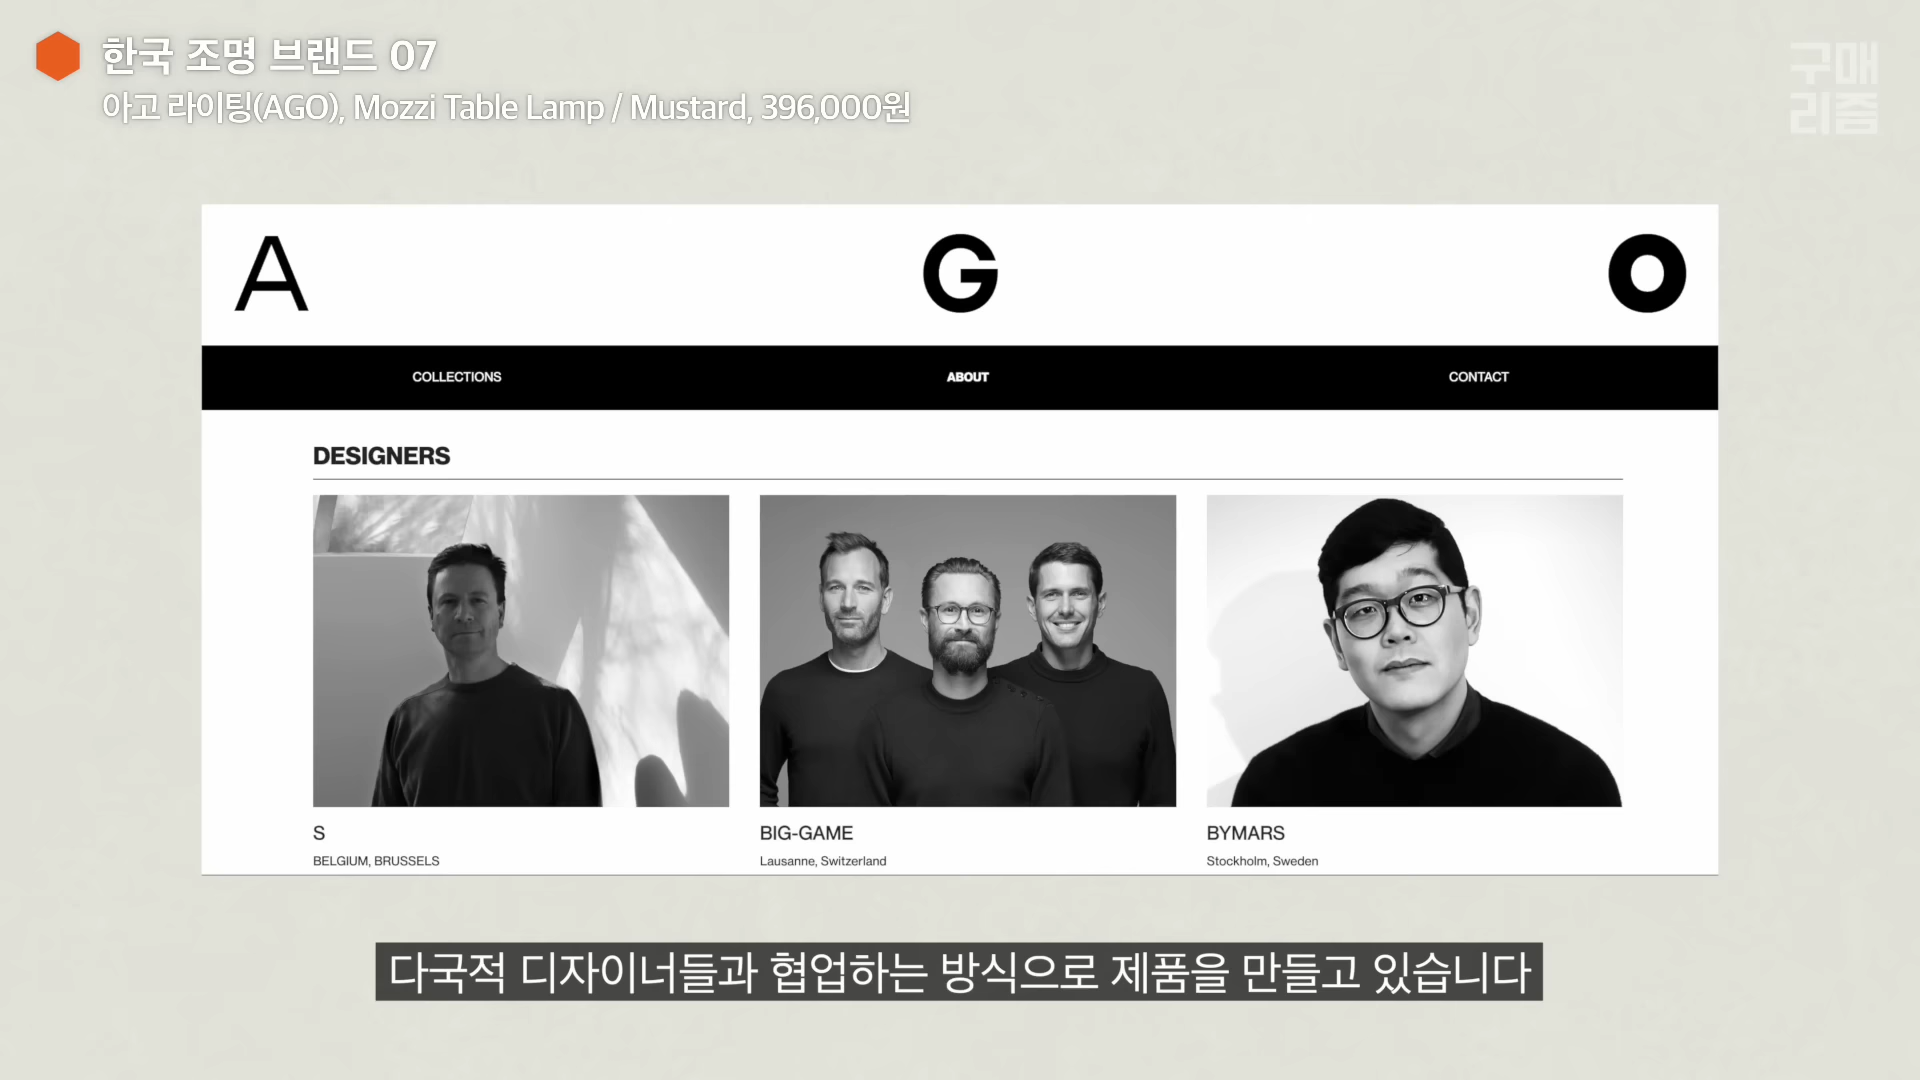 한국 조명 브랜드 07
아고 라이팅(AGO), Mozzi Table Lamp / Mustard, 396,000원
구매
리즘
A G O
COLLECTIONS ABOUT CONTACT
DESIGNERS
S BIG-GAME BYMARS
BELGIUM, BRUSSELS Lausanne, Switzerland Stockholm, Sweden
다국적 디자이너들과 협업하는 방식으로 제품을 만들고 있습니다